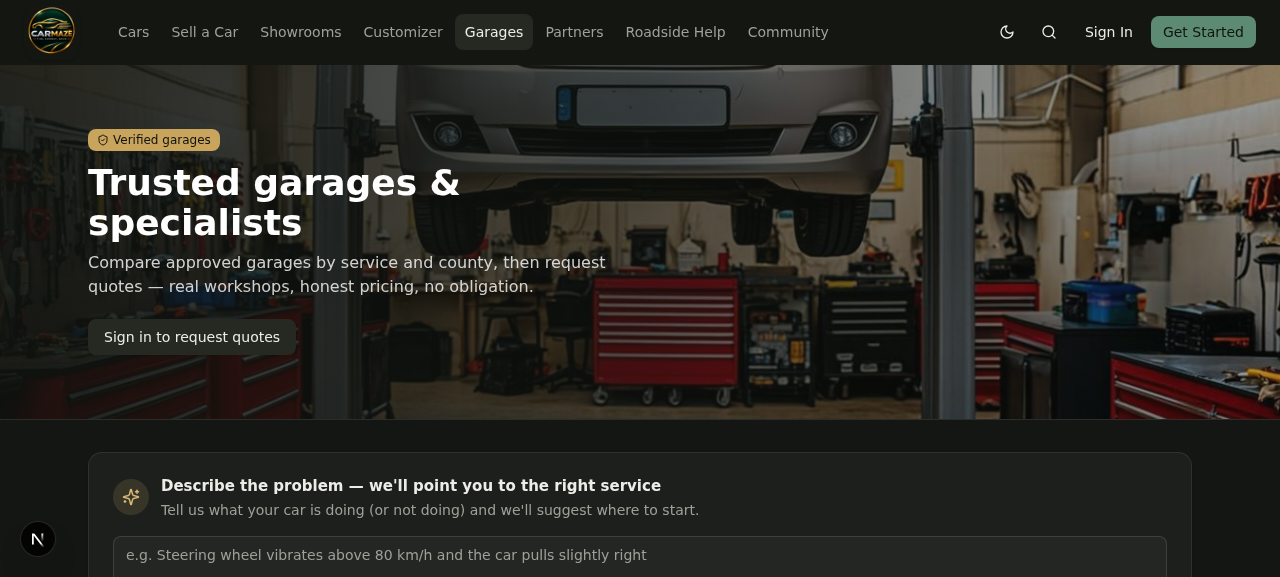 CARMAZE
Cars
Sell a Car
Showrooms
Customizer
Garages
Partners
Roadside Help
Community
Sign In
Get Started
Verified garages
Trusted garages &
specialists
Compare approved garages by service and county, then request
quotes — real workshops, honest pricing, no obligation.
Sign in to request quotes
Describe the problem — we'll point you to the right service
Tell us what your car is doing (or not doing) and we'll suggest where to start.
e.g. Steering wheel vibrates above 80 km/h and the car pulls slightly right
N